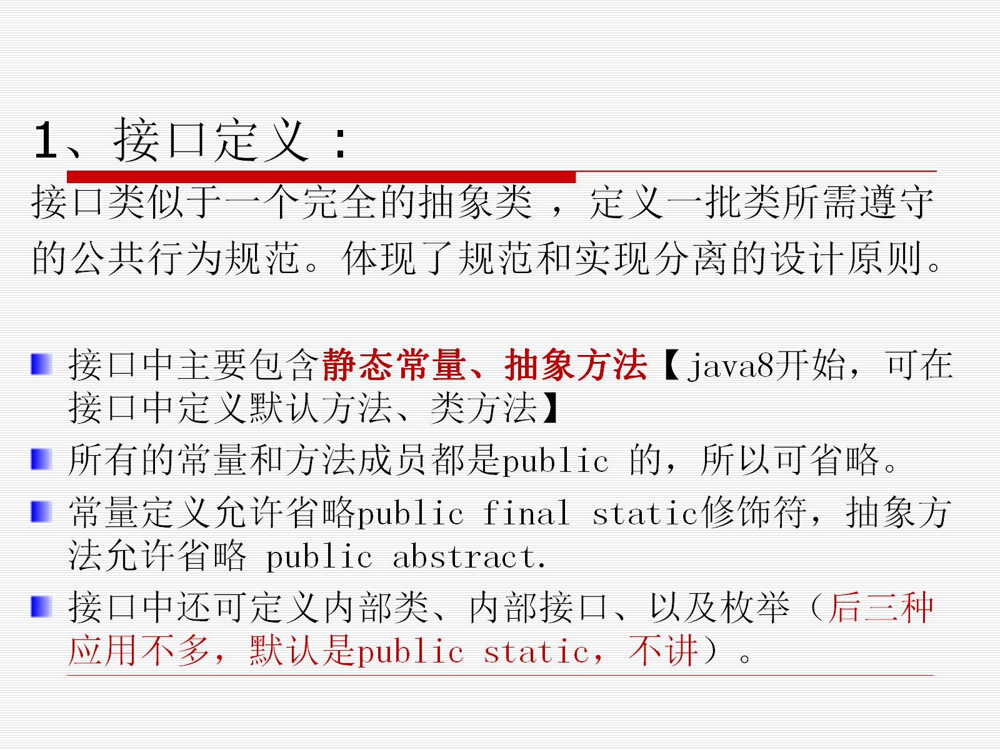 1、接口定义：
接口类似于一个完全的抽象类 ，定义一批类所需遵守
的公共行为规范。体现了规范和实现分离的设计原则。
接口中主要包含静态常量、抽象方法【java8开始，可在
接口中定义默认方法、类方法】
所有的常量和方法成员都是public 的，所以可省略。
常量定义允许省略public final static修饰符，抽象方
法允许省略 public abstract.
接口中还可定义内部类、内部接口、以及枚举（后三种
应用不多，默认是public static，不讲）。